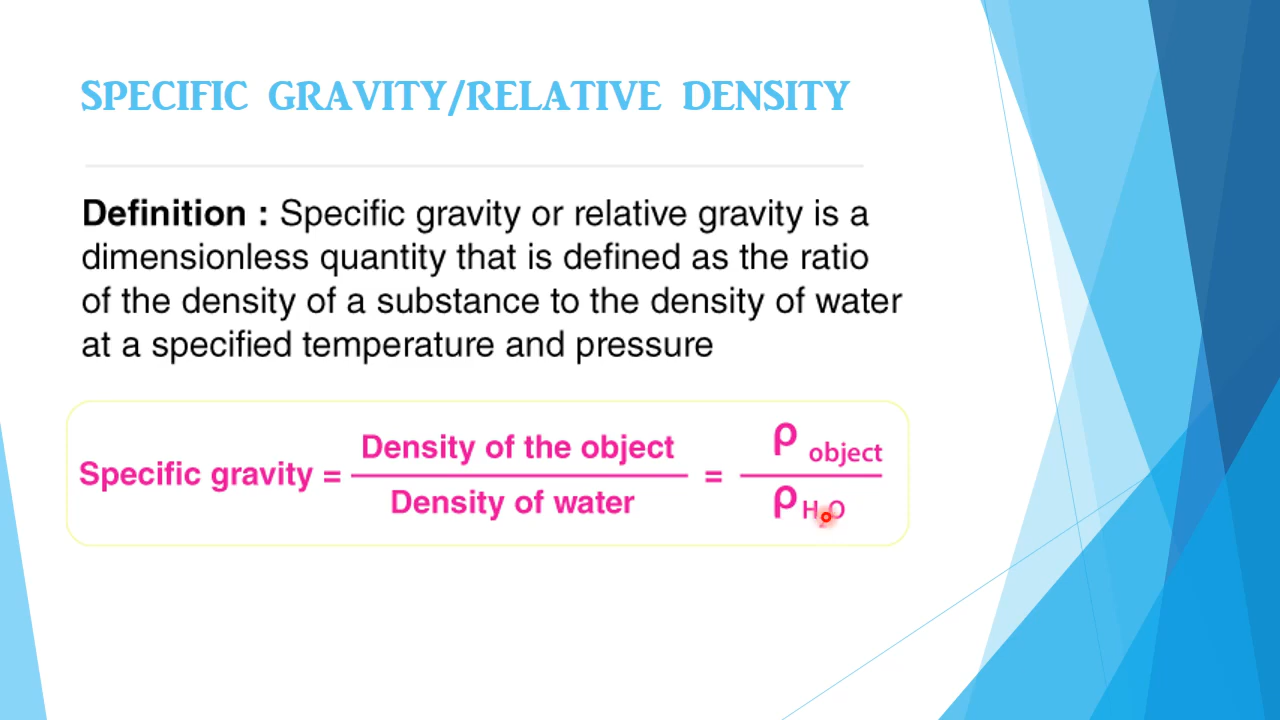 SPECIFIC GRAVITY/RELATIVE DENSITY
Definition : Specific gravity or relative gravity is a
dimensionless quantity that is defined as the ratio
of the density of a substance to the density of water
at a specified temperature and pressure
Specific gravity = Density of the object / Density of water = ρ object / ρ H₂O